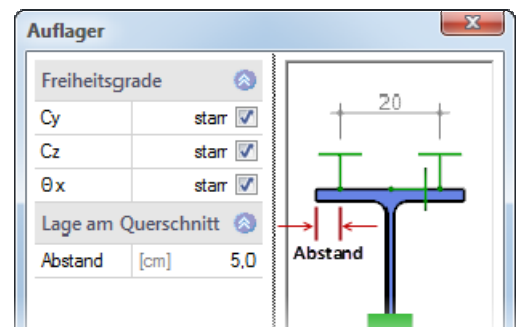 Auflager
Freiheitsgrade
Cy starr
Cz starr
Θx starr
Lage am Querschnitt
Abstand [cm] 5,0
20
Abstand